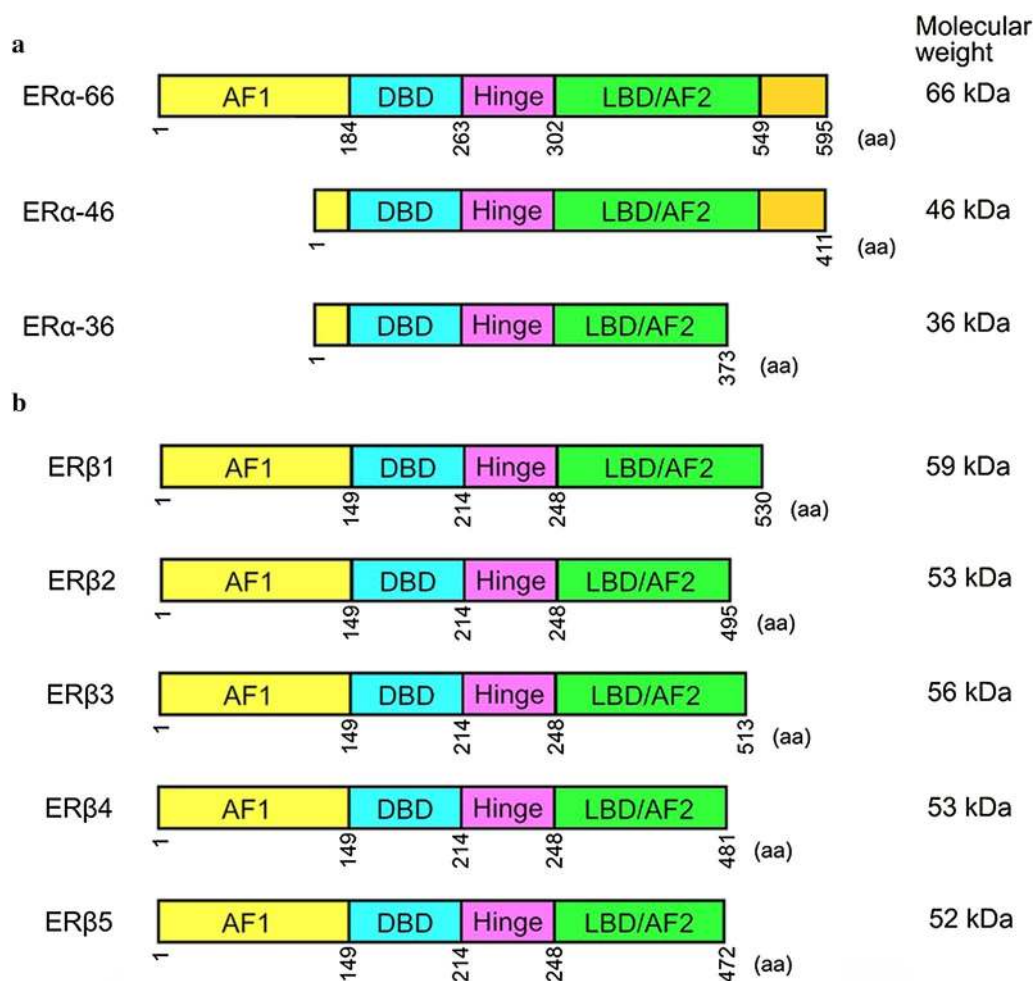 Molecular
weight
a
ERα-66
AF1 DBD Hinge LBD/AF2
66 kDa
1 184 263 302 549 595 (aa)
ERα-46
DBD Hinge LBD/AF2
46 kDa
1 411 (aa)
ERα-36
DBD Hinge LBD/AF2
36 kDa
1 373 (aa)
b
ERβ1
AF1 DBD Hinge LBD/AF2
59 kDa
1 149 214 248 530 (aa)
ERβ2
AF1 DBD Hinge LBD/AF2
53 kDa
1 149 214 248 495 (aa)
ERβ3
AF1 DBD Hinge LBD/AF2
56 kDa
1 149 214 248 513 (aa)
ERβ4
AF1 DBD Hinge LBD/AF2
53 kDa
1 149 214 248 481 (aa)
ERβ5
AF1 DBD Hinge LBD/AF2
52 kDa
1 149 214 248 472 (aa)